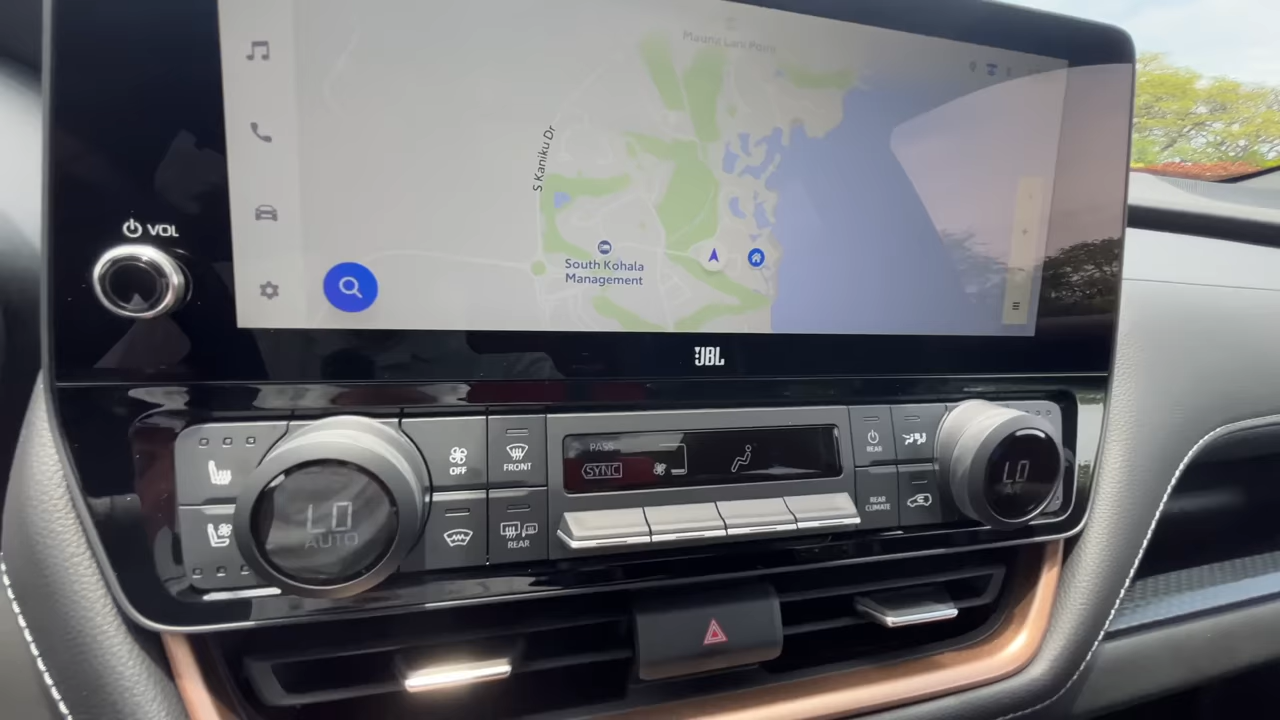 Mauna Lani Point
S Kaniku Dr
South Kohala
Management
VOL
JBL
OFF
FRONT
PASS
SYNC
REAR
LO
AUTO
REAR
REAR
CLIMATE
LO
A/C